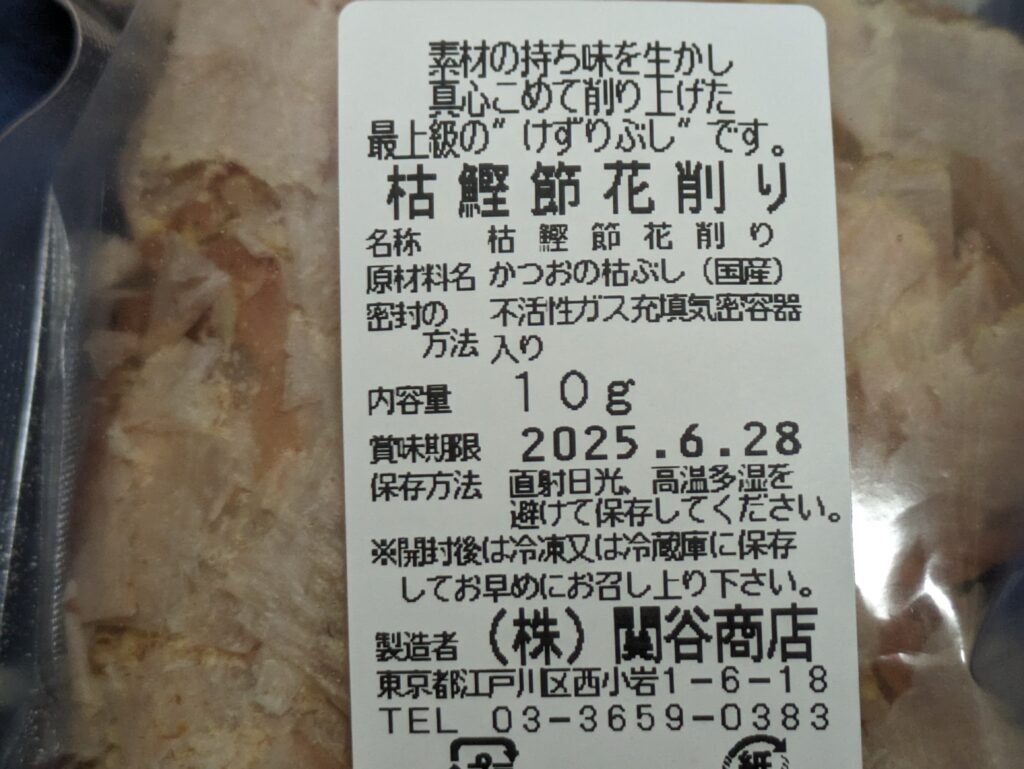 素材の持ち味を生かし
真心こめて削り上げた
最上級の”けずりぶし”です。
枯鰹節花削り
名称 枯鰹節花削り
原材料名 かつおの枯ぶし（国産）
密封の 不活性ガス充填気密容器
方法 入り
内容量 10g
賞味期限 2025.6.28
保存方法 直射日光、高温多湿を
避けて保存してください。
※開封後は冷凍又は冷蔵庫に保存
してお早めにお召し上り下さい。
製造者 (株)関谷商店
東京都江戸川区西小岩1-6-18
TEL 03-3659-0383
プラ 紙